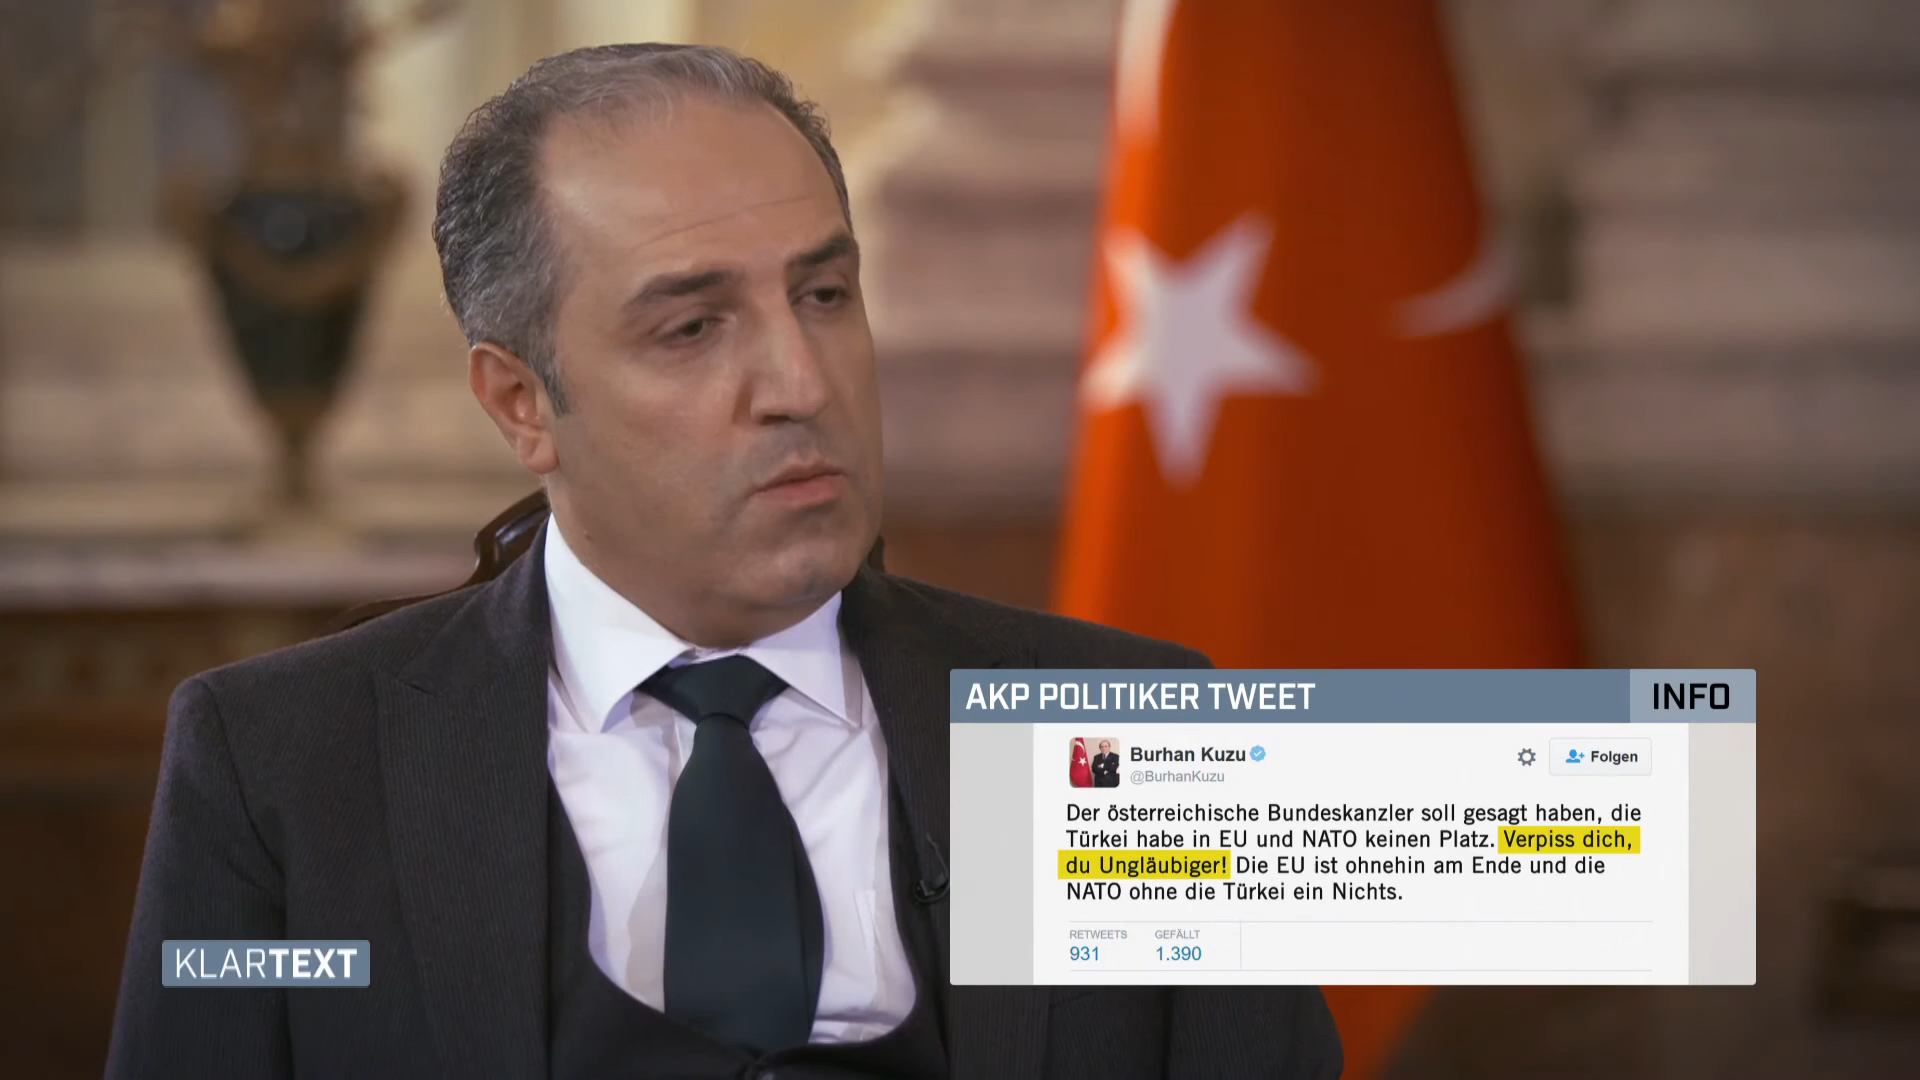 AKP POLITIKER TWEET INFO
Burhan Kuzu
@BurhanKuzu
Folgen
Der österreichische Bundeskanzler soll gesagt haben, die
Türkei habe in EU und NATO keinen Platz. Verpiss dich,
du Ungläubiger! Die EU ist ohnehin am Ende und die
NATO ohne die Türkei ein Nichts.
RETWEETS GEFÄLLT
931 1.390
KLARTEXT